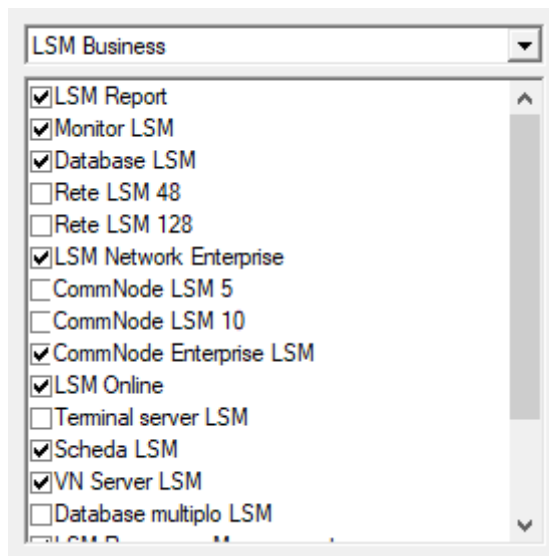 LSM Business
LSM Report
Monitor LSM
Database LSM
Rete LSM 48
Rete LSM 128
LSM Network Enterprise
CommNode LSM 5
CommNode LSM 10
CommNode Enterprise LSM
LSM Online
Terminal server LSM
Scheda LSM
VN Server LSM
Database multiplo LSM